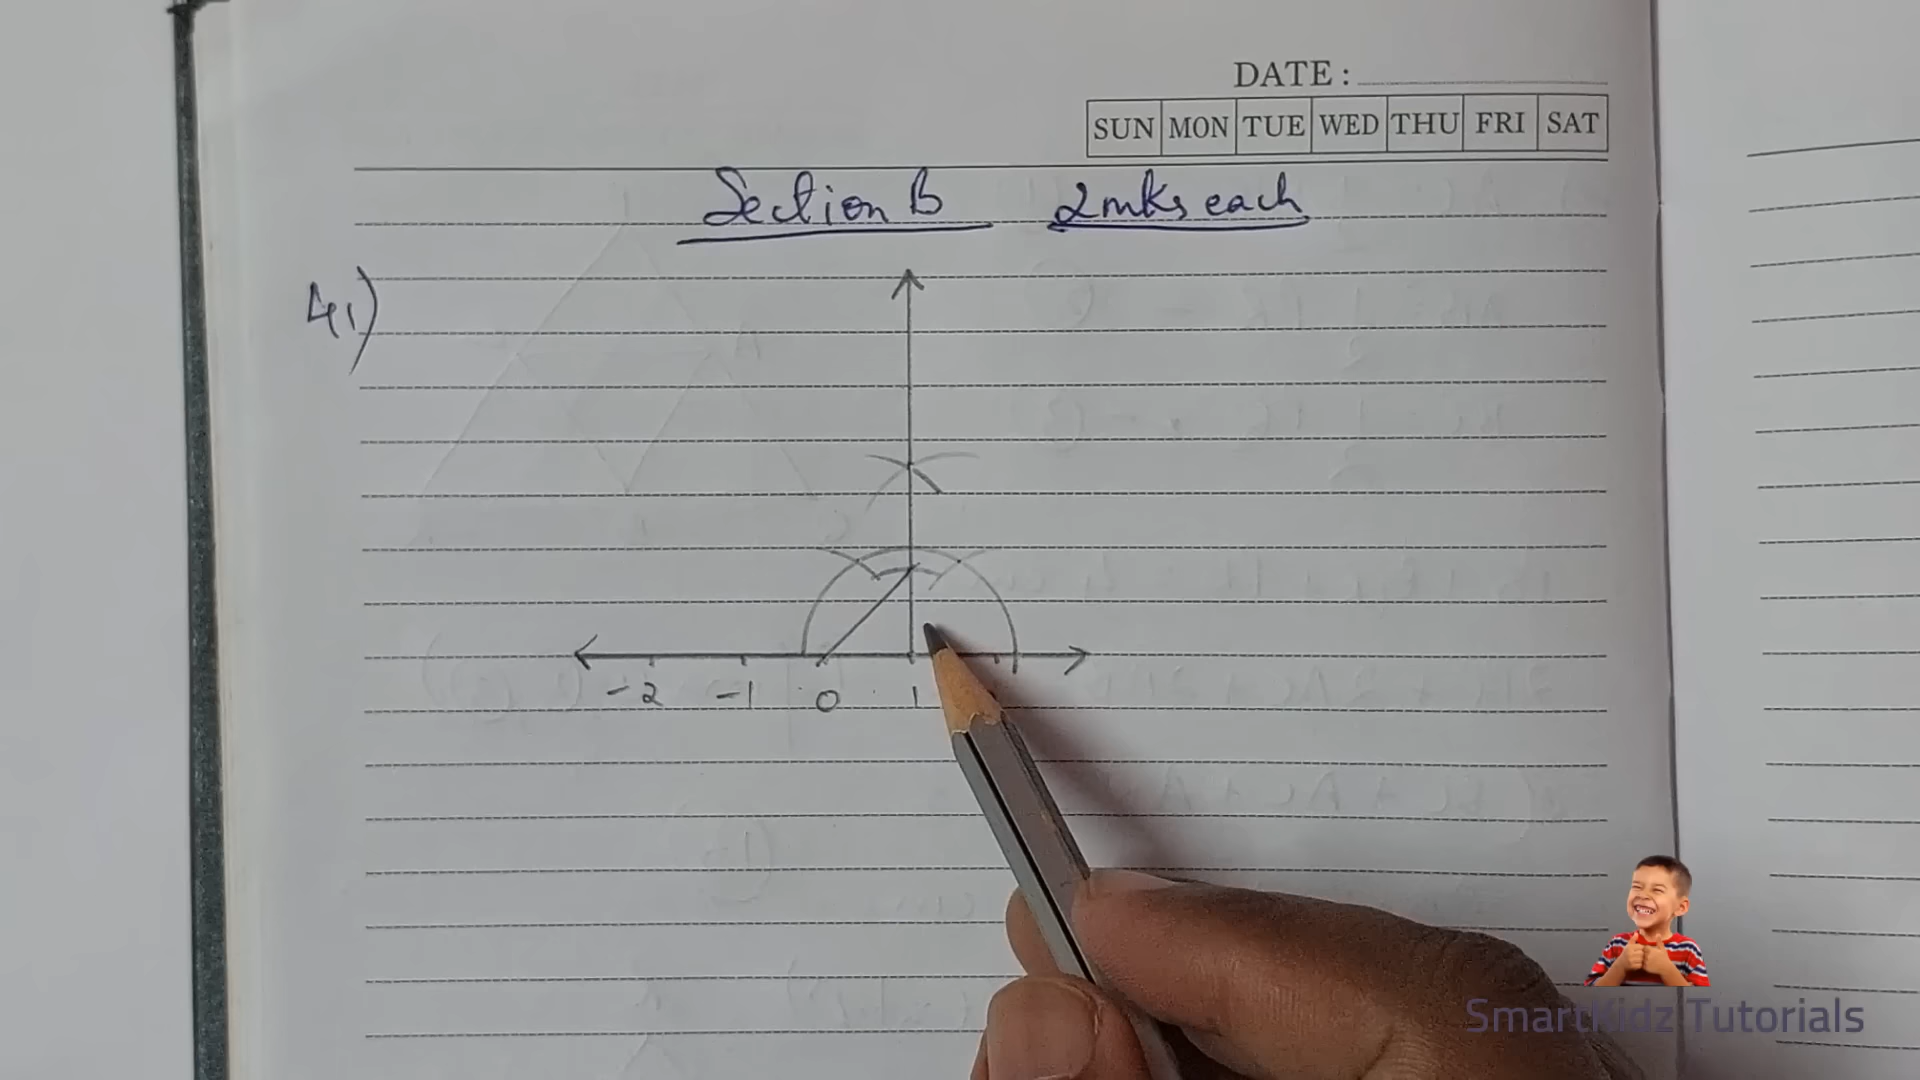 DATE :
SUN MON TUE WED THU FRI SAT
Section B 2mks each
41)
-2 -1 0 1
SmartKidz Tutorials